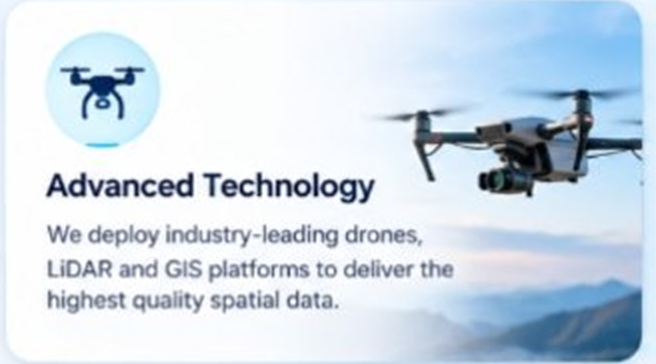 Advanced Technology
We deploy industry-leading drones,
LiDAR and GIS platforms to deliver the
highest quality spatial data.